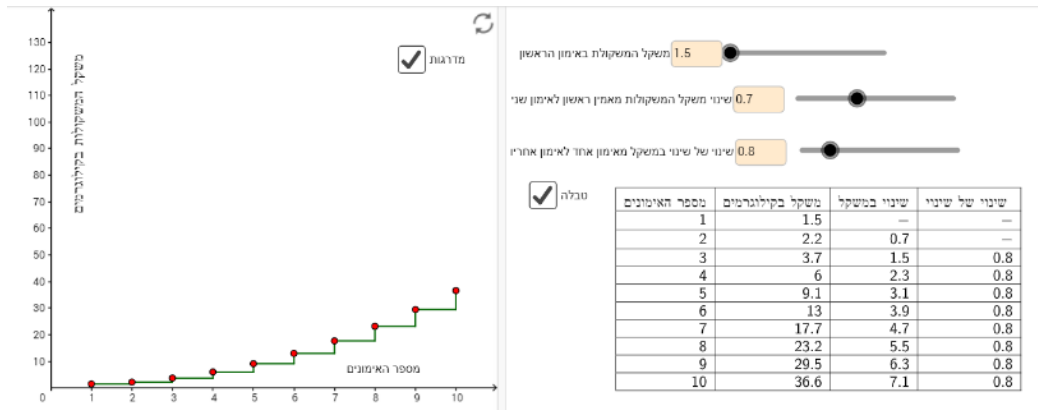 130
120
110
100
90
80
70
60
50
40
30
20
10
0
1 2 3 4 5 6 7 8 9 10
משקל המשקולות בקילוגרמים
מדרגות
מספר האימונים
משקל המשקולת באימון הראשון 1.5
שינוי משקל המשקולות מאמין ראשון לאימון שני 0.7
שינוי של שינוי במשקל מאימון אחד לאימון אחריו 0.8
טבלה
מספר האימונים משקל בקילוגרמים שינוי במשקל שינוי של שינוי
1 1.5 – –
2 2.2 0.7 –
3 3.7 1.5 0.8
4 6 2.3 0.8
5 9.1 3.1 0.8
6 13 3.9 0.8
7 17.7 4.7 0.8
8 23.2 5.5 0.8
9 29.5 6.3 0.8
10 36.6 7.1 0.8